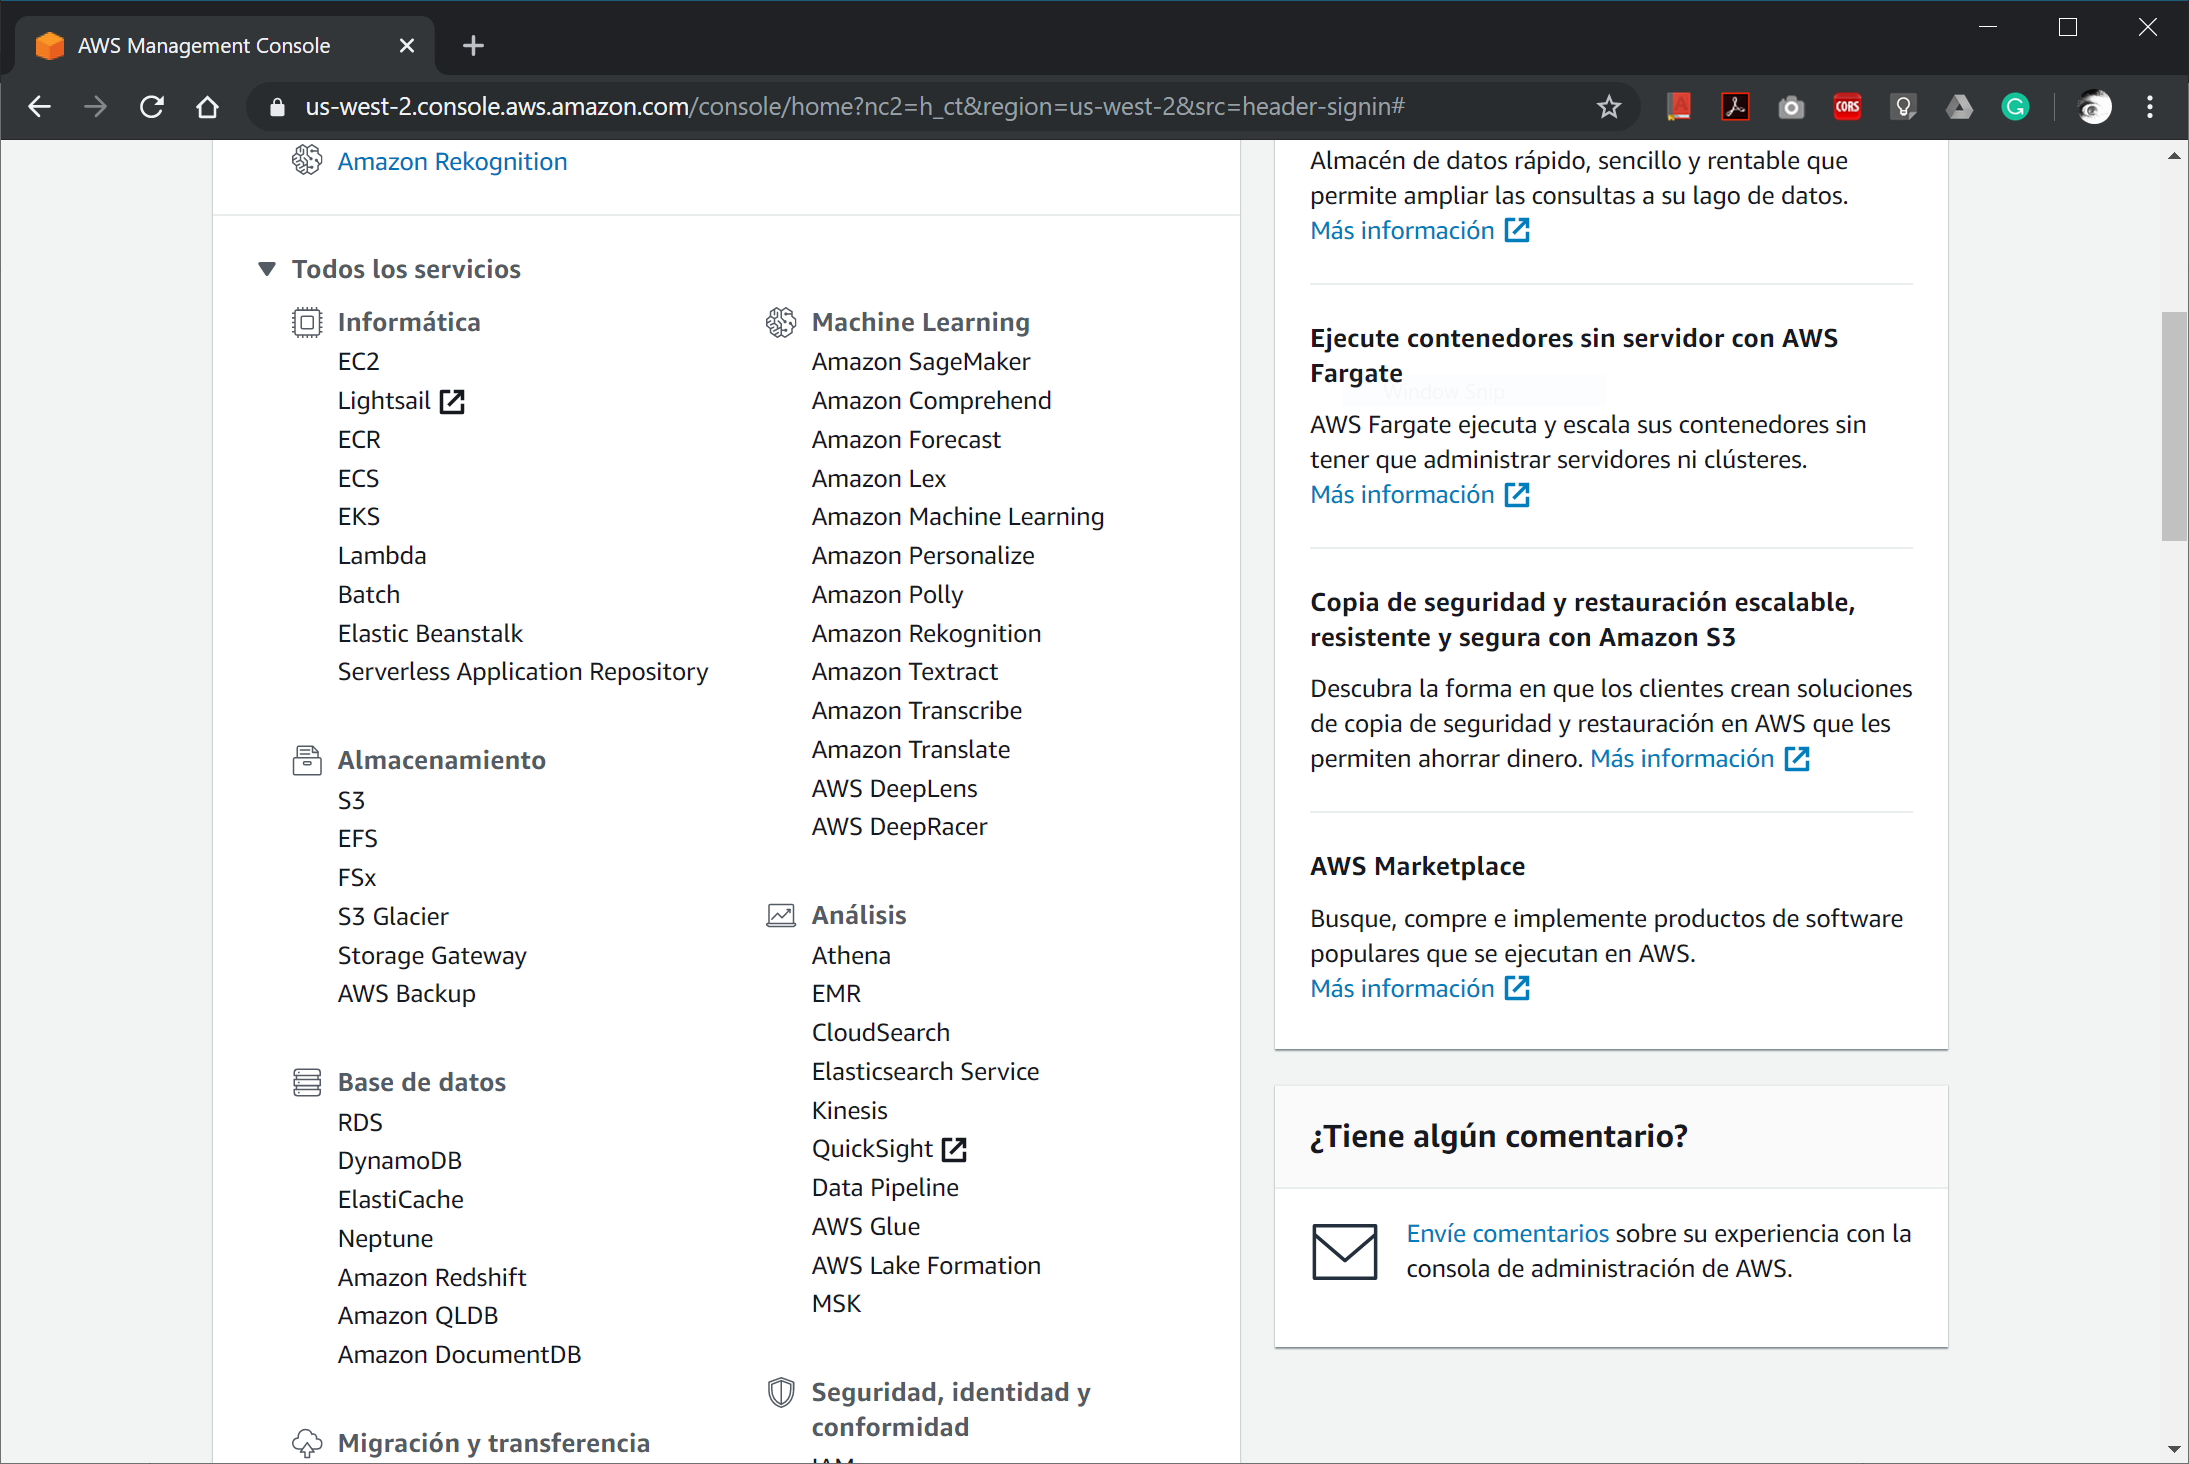 AWS Management Console
us-west-2.console.aws.amazon.com/console/home?nc2=h_ct&region=us-west-2&src=header-signin#
CORS
Amazon Rekognition
Todos los servicios
Informática
EC2
Lightsail
ECR
ECS
EKS
Lambda
Batch
Elastic Beanstalk
Serverless Application Repository
Almacenamiento
S3
EFS
FSx
S3 Glacier
Storage Gateway
AWS Backup
Base de datos
RDS
DynamoDB
ElastiCache
Neptune
Amazon Redshift
Amazon QLDB
Amazon DocumentDB
Migración y transferencia
Machine Learning
Amazon SageMaker
Amazon Comprehend
Amazon Forecast
Amazon Lex
Amazon Machine Learning
Amazon Personalize
Amazon Polly
Amazon Rekognition
Amazon Textract
Amazon Transcribe
Amazon Translate
AWS DeepLens
AWS DeepRacer
Análisis
Athena
EMR
CloudSearch
Elasticsearch Service
Kinesis
QuickSight
Data Pipeline
AWS Glue
AWS Lake Formation
MSK
Seguridad, identidad y
conformidad
IAM
Almacén de datos rápido, sencillo y rentable que
permite ampliar las consultas a su lago de datos.
Más información
Ejecute contenedores sin servidor con AWS
Fargate
Window Snip
AWS Fargate ejecuta y escala sus contenedores sin
tener que administrar servidores ni clústeres.
Más información
Copia de seguridad y restauración escalable,
resistente y segura con Amazon S3
Descubra la forma en que los clientes crean soluciones
de copia de seguridad y restauración en AWS que les
permiten ahorrar dinero. Más información
AWS Marketplace
Busque, compre e implemente productos de software
populares que se ejecutan en AWS.
Más información
¿Tiene algún comentario?
Envíe comentarios sobre su experiencia con la
consola de administración de AWS.